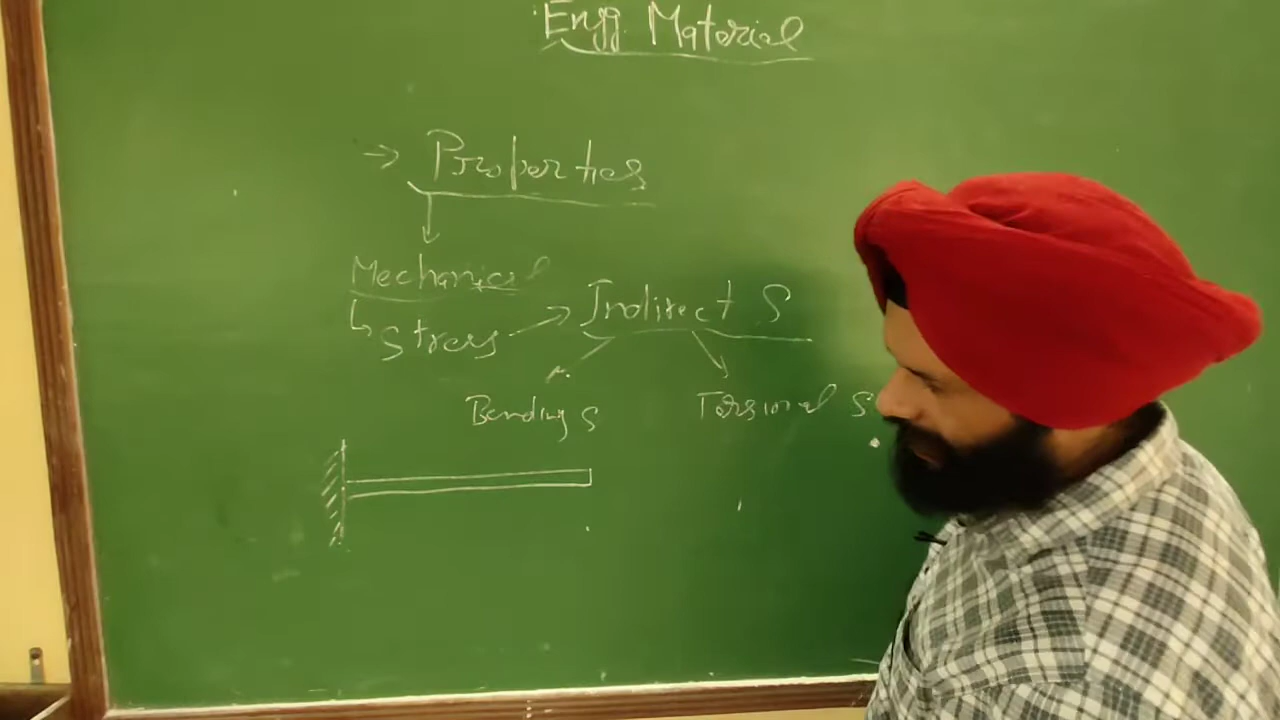 Engg Material
→ Properties
Mechanical
↳ Stress → Indirect S
Bending S
Torsional S